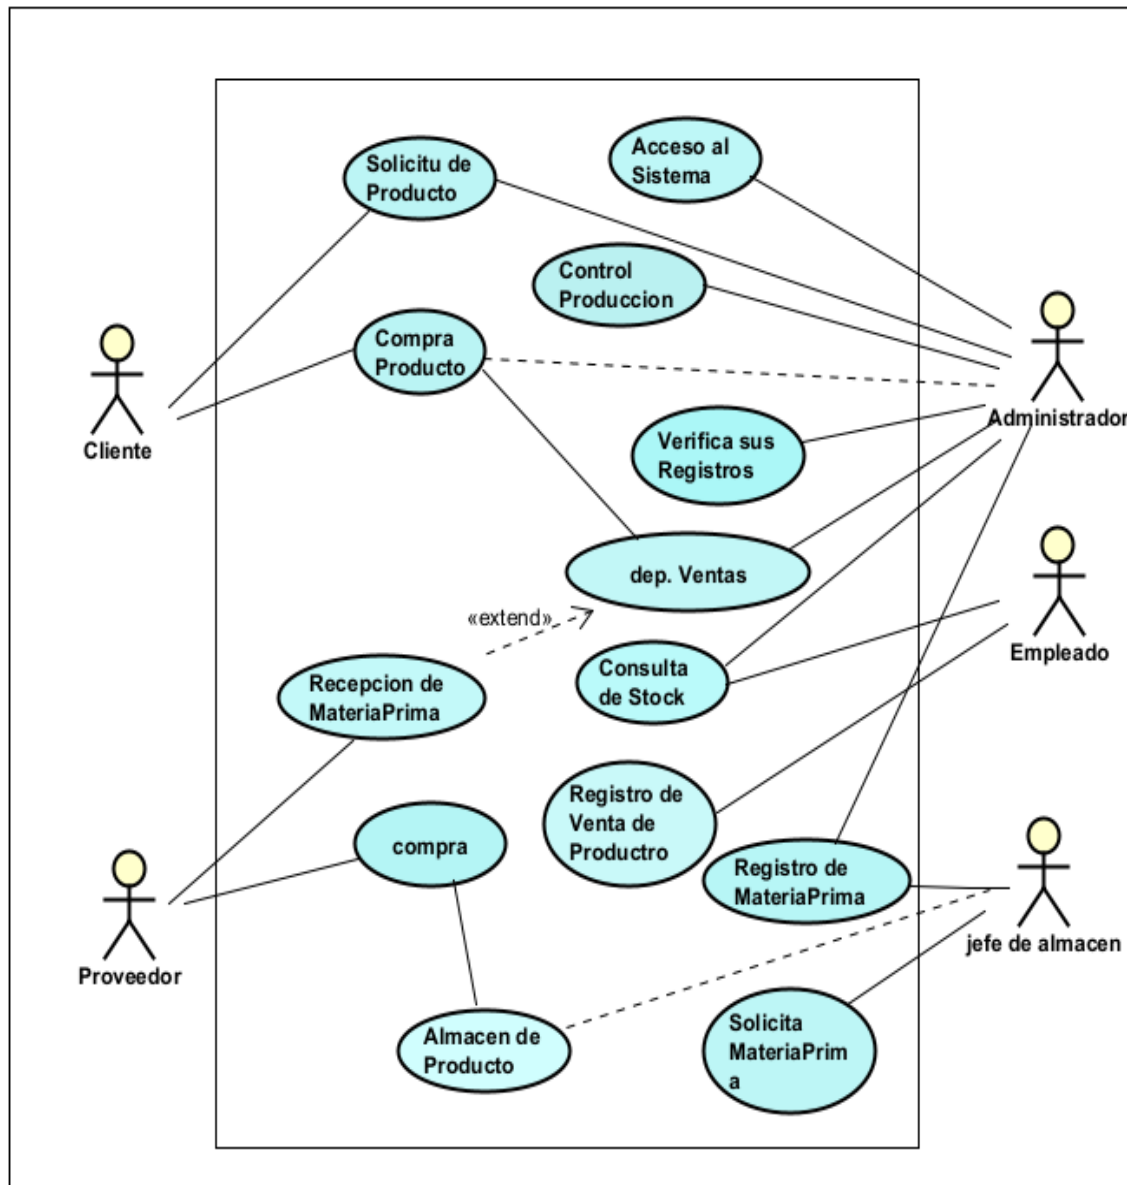 Solicitu de
Producto
Acceso al
Sistema
Control
Produccion
Compra
Producto
Cliente
Administrador
Verifica sus
Registros
dep. Ventas
«extend»
Empleado
Recepcion de
MateriaPrima
Consulta
de Stock
Registro de
Venta de
Productro
compra
Registro de
MateriaPrima
Proveedor
jefe de almacen
Almacen de
Producto
Solicita
MateriaPrim
a